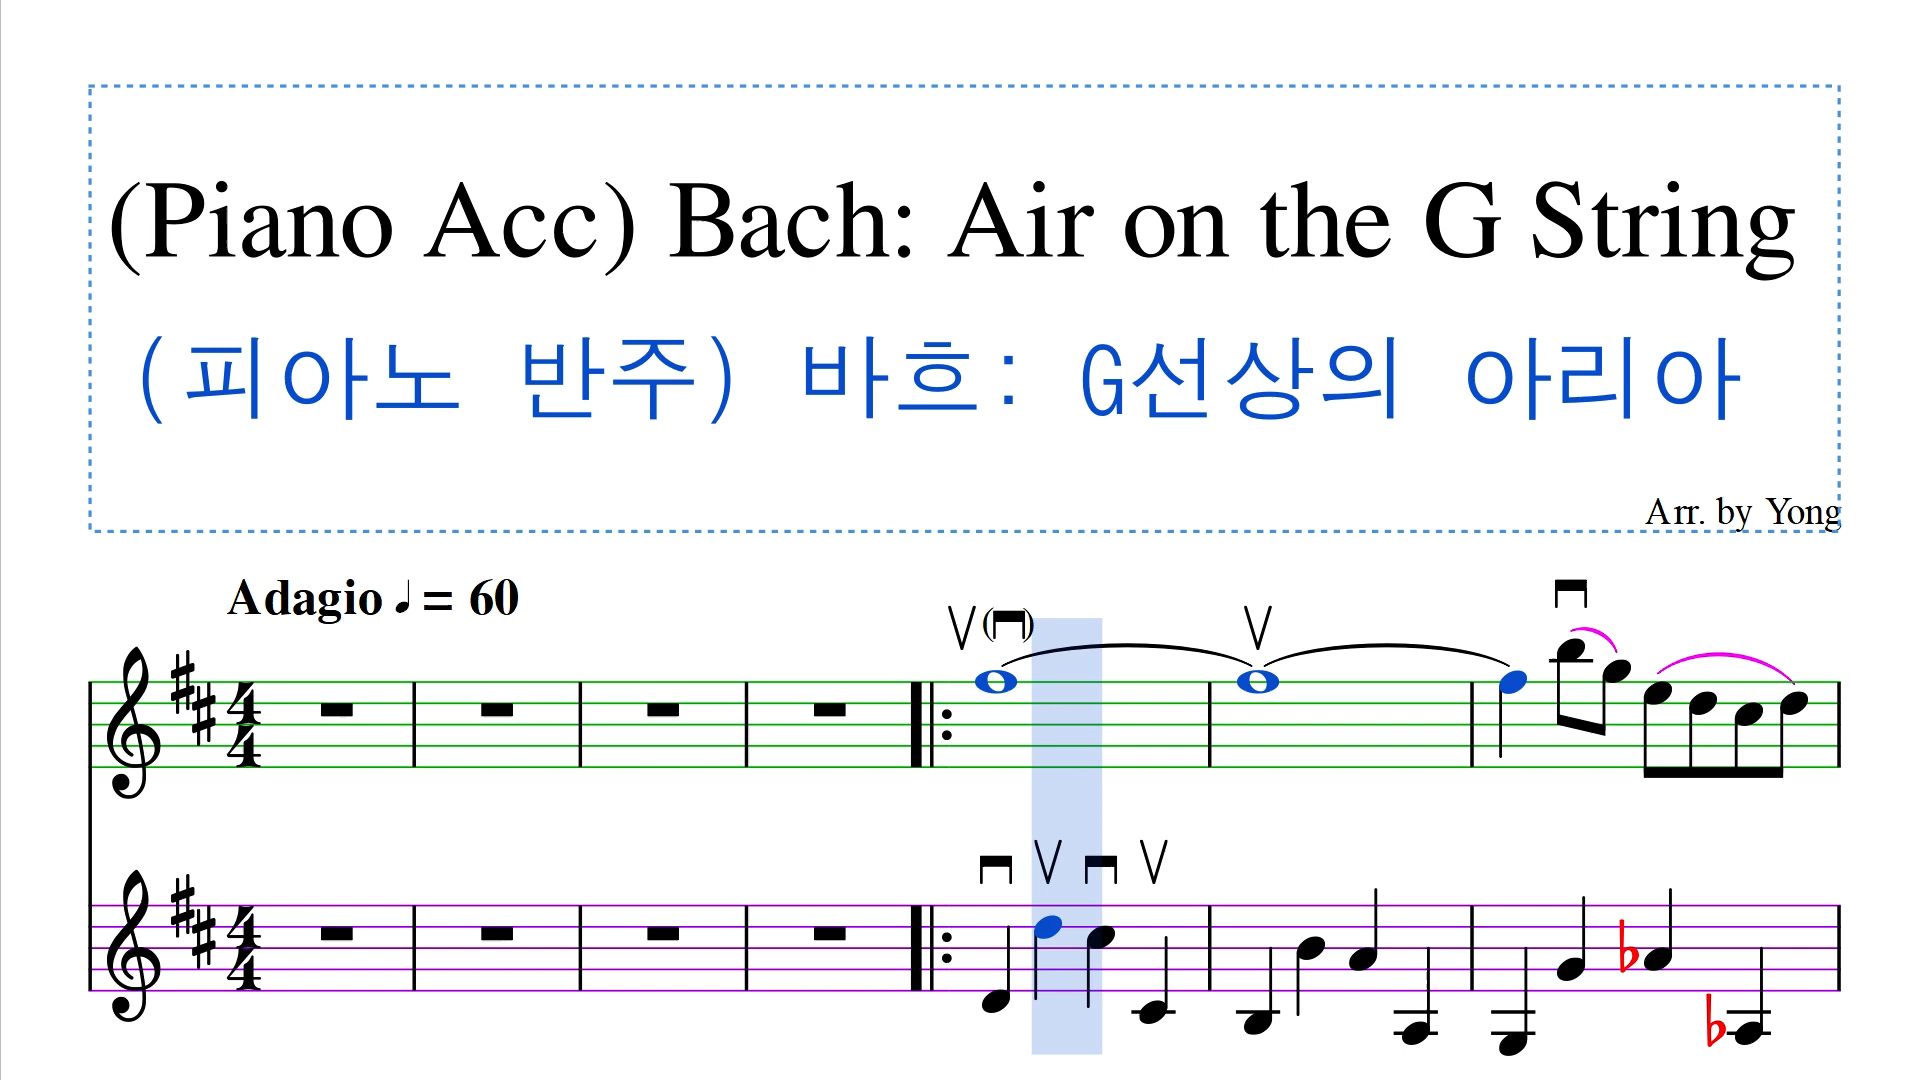 (Piano Acc) Bach: Air on the G String
(피아노 반주) 바흐: G선상의 아리아
Arr. by Yong
Adagio ♩ = 60